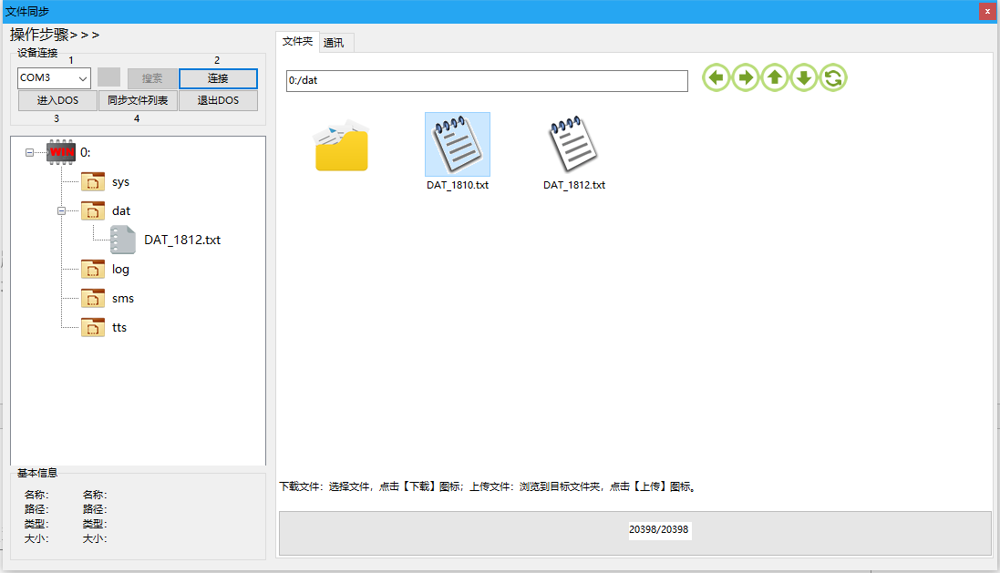 文件同步
x
操作步骤>>>
设备连接
1
2
COM3
搜索
连接
进入DOS
同步文件列表
退出DOS
3
4
WIN
0:
sys
dat
DAT_1812.txt
log
sms
tts
基本信息
名称: 名称:
路径: 路径:
类型: 类型:
大小: 大小:
文件夹
通讯
0:/dat
DAT_1810.txt
DAT_1812.txt
下载文件：选择文件，点击【下载】图标；上传文件：浏览到目标文件夹，点击【上传】图标。
20398/20398